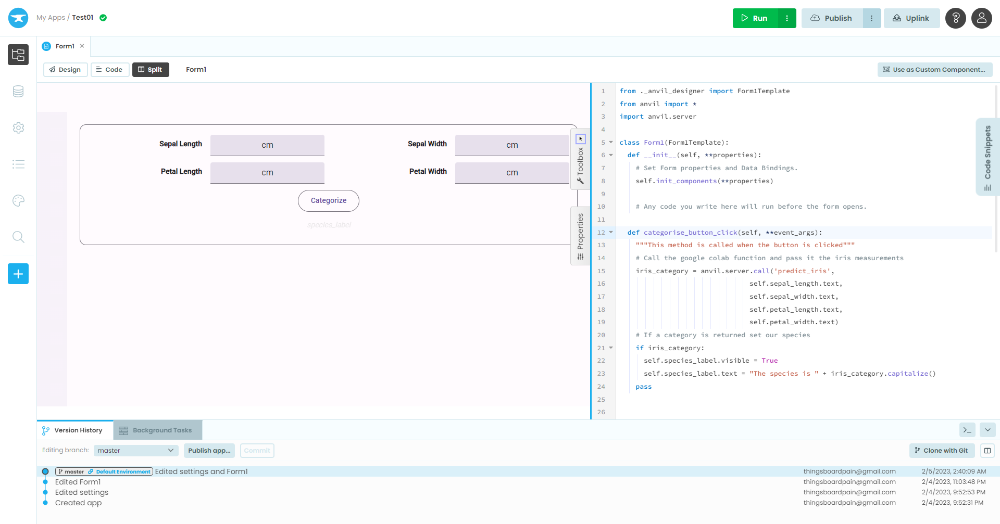 My Apps / Test01
Run
Publish
Uplink
Form1
Design
Code
Split
Form1
Use as Custom Component...
Sepal Length
cm
Sepal Width
cm
Petal Length
cm
Petal Width
cm
Categorize
species_label
Toolbox
Properties
1 from ._anvil_designer import Form1Template
2 from anvil import *
3 import anvil.server
4
5 class Form1(Form1Template):
6 def __init__(self, **properties):
7 # Set Form properties and Data Bindings.
8 self.init_components(**properties)
9
10 # Any code you write here will run before the form opens.
11
12 def categorise_button_click(self, **event_args):
13 """This method is called when the button is clicked"""
14 # Call the google colab function and pass it the iris measurements
15 iris_category = anvil.server.call('predict_iris',
16 self.sepal_length.text,
17 self.sepal_width.text,
18 self.petal_length.text,
19 self.petal_width.text)
20 # If a category is returned set our species
21 if iris_category:
22 self.species_label.visible = True
23 self.species_label.text = "The species is " + iris_category.capitalize()
24 pass
25
26
Code Snippets
Version History
Background Tasks
Editing branch:
master
Publish app...
Commit
Clone with Git
master Default Environment Edited settings and Form1 thingsboardpain@gmail.com 2/5/2023, 2:40:09 AM
Edited Form1 thingsboardpain@gmail.com 2/4/2023, 11:03:48 PM
Edited settings thingsboardpain@gmail.com 2/4/2023, 9:52:53 PM
Created app thingsboardpain@gmail.com 2/4/2023, 9:52:31 PM